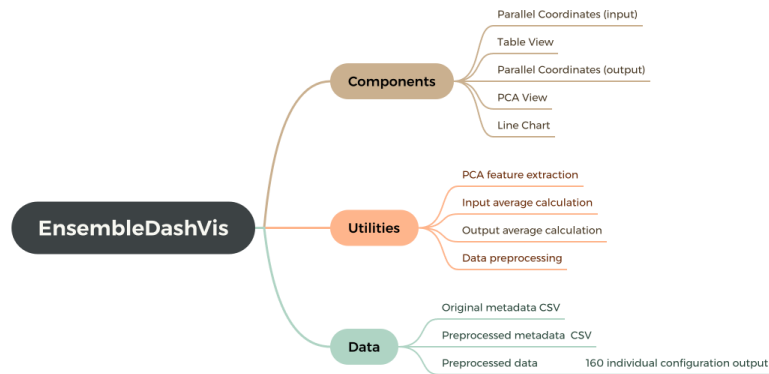 EnsembleDashVis
Components
Parallel Coordinates (input)
Table View
Parallel Coordinates (output)
PCA View
Line Chart
Utilities
PCA feature extraction
Input average calculation
Output average calculation
Data preprocessing
Data
Original metadata CSV
Preprocessed metadata CSV
Preprocessed data 160 individual configuration output